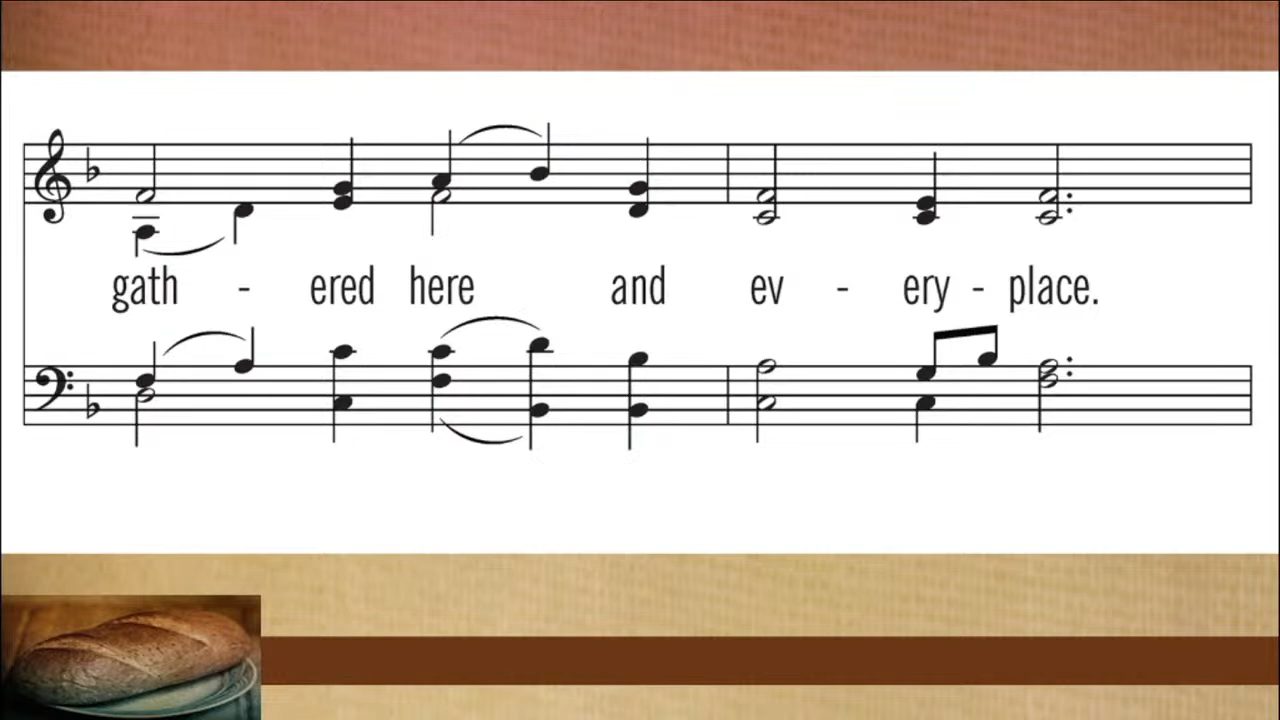 gath - ered here and ev - ery - place.